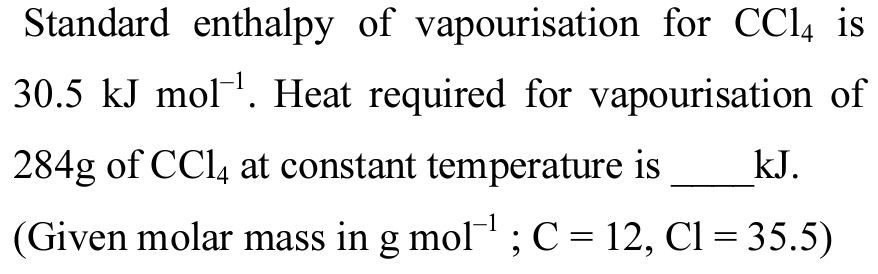 Standard enthalpy of vapourisation for CCl₄ is
30.5 kJ mol⁻¹. Heat required for vapourisation of
284g of CCl₄ at constant temperature is ____kJ.
(Given molar mass in g mol⁻¹ ; C = 12, Cl = 35.5)